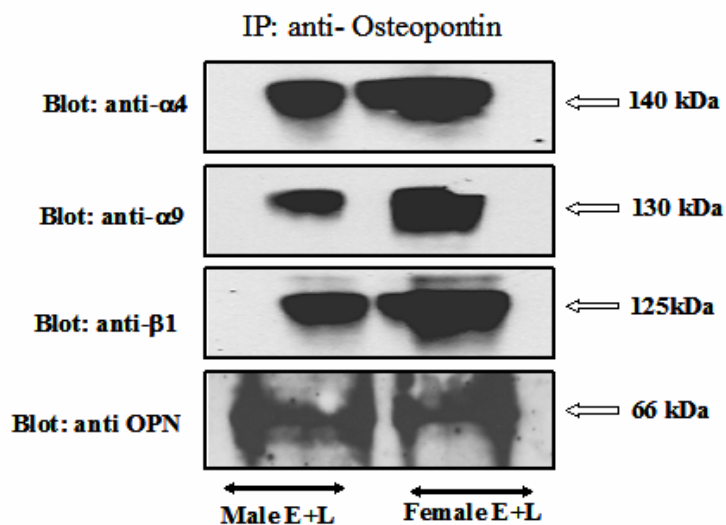 IP: anti- Osteopontin
Blot: anti-α4
140 kDa
Blot: anti-α9
130 kDa
Blot: anti-β1
125kDa
Blot: anti OPN
66 kDa
Male E+L
Female E+L